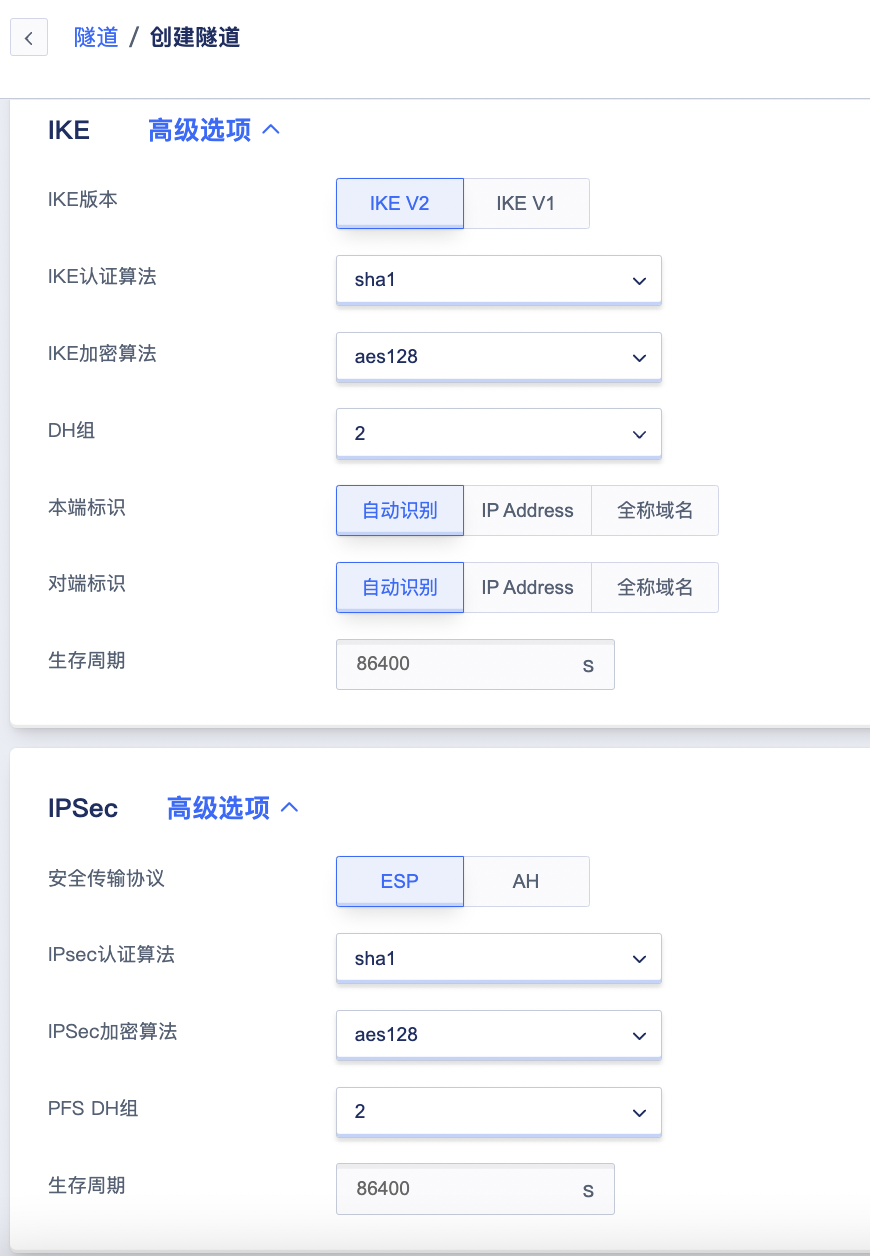 隧道 / 创建隧道
IKE 高级选项
IKE版本 IKE V2 IKE V1
IKE认证算法 sha1
IKE加密算法 aes128
DH组 2
本端标识 自动识别 IP Address 全称域名
对端标识 自动识别 IP Address 全称域名
生存周期 86400 s
IPSec 高级选项
安全传输协议 ESP AH
IPsec认证算法 sha1
IPSec加密算法 aes128
PFS DH组 2
生存周期 86400 s